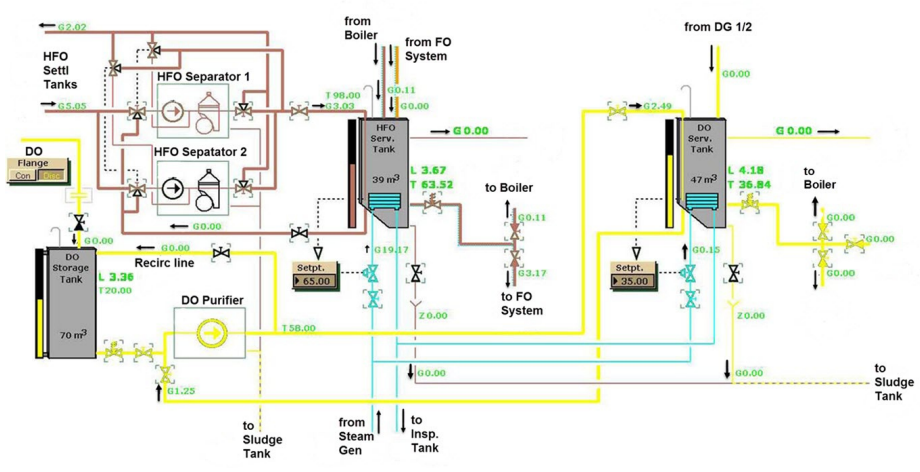 from
Boiler
from FO
System
from DG 1/2
G2.02
HFO
Settl
Tanks
HFO Separator 1
T98.00
G3.03
G0.11
G0.00
G0.00
G5.05
G2.49
HFO
Serv.
Tank
39 m3
G 0.00
DO
Serv.
Tank
47 m3
G 0.00
DO
Flange
Con
Disc
HFO Sepatator 2
L 3.67
T 63.52
L 4.18
T 36.84
to Boiler
to
Boiler
G0.11
G0.00
G0.00
G0.00
G0.00
G0.00
Recirc line
G19.17
G0.15
G0.00
DO
Storage
Tank
70 m3
L 3.36
T20.00
Setpt.
65.00
G3.17
to FO
System
Setpt.
35.00
DO Purifier
T58.00
Z0.00
Z0.00
G1.25
G0.00
G0.00
to
Sludge
Tank
to
Sludge
Tank
from
Steam
Gen
to
Insp.
Tank